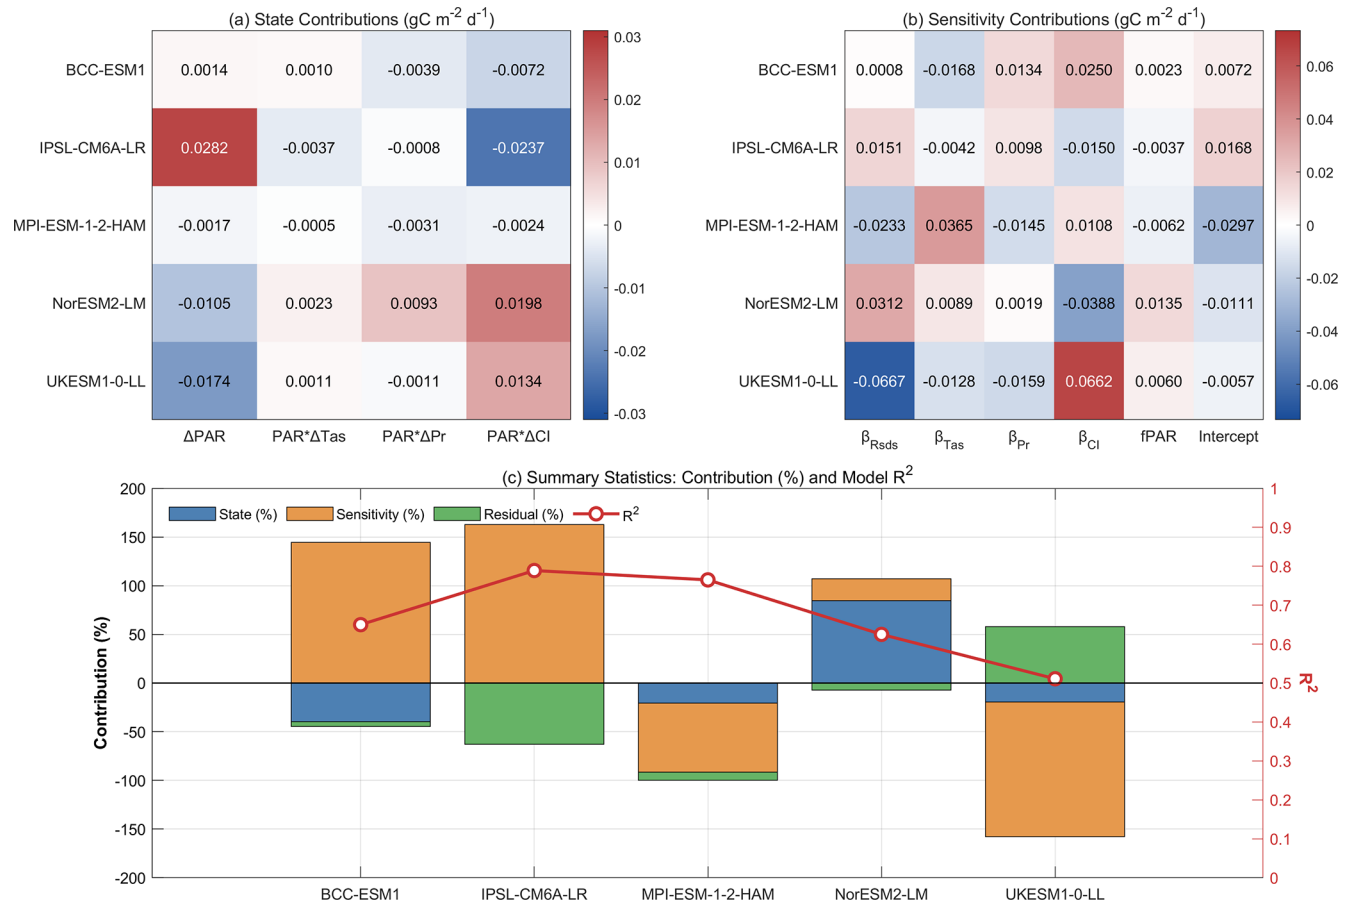 (a) State Contributions (gC m⁻² d⁻¹)
BCC-ESM1 0.0014 0.0010 -0.0039 -0.0072
IPSL-CM6A-LR 0.0282 -0.0037 -0.0008 -0.0237
MPI-ESM-1-2-HAM -0.0017 -0.0005 -0.0031 -0.0024
NorESM2-LM -0.0105 0.0023 0.0093 0.0198
UKESM1-0-LL -0.0174 0.0011 -0.0011 0.0134
ΔPAR PAR*ΔTas PAR*ΔPr PAR*ΔCI
0.03
0.02
0.01
0
-0.01
-0.02
-0.03
(b) Sensitivity Contributions (gC m⁻² d⁻¹)
BCC-ESM1 0.0008 -0.0168 0.0134 0.0250 0.0023 0.0072
IPSL-CM6A-LR 0.0151 -0.0042 0.0098 -0.0150 -0.0037 0.0168
MPI-ESM-1-2-HAM -0.0233 0.0365 -0.0145 0.0108 -0.0062 -0.0297
NorESM2-LM 0.0312 0.0089 0.0019 -0.0388 0.0135 -0.0111
UKESM1-0-LL -0.0667 -0.0128 -0.0159 0.0662 0.0060 -0.0057
β_Rsds β_Tas β_Pr β_CI fPAR Intercept
0.06
0.04
0.02
0
-0.02
-0.04
-0.06
(c) Summary Statistics: Contribution (%) and Model R²
State (%) Sensitivity (%) Residual (%) R²
Contribution (%)
200
150
100
50
0
-50
-100
-150
-200
1
0.9
0.8
0.7
0.6
0.5
0.4
0.3
0.2
0.1
0
R²
BCC-ESM1 IPSL-CM6A-LR MPI-ESM-1-2-HAM NorESM2-LM UKESM1-0-LL